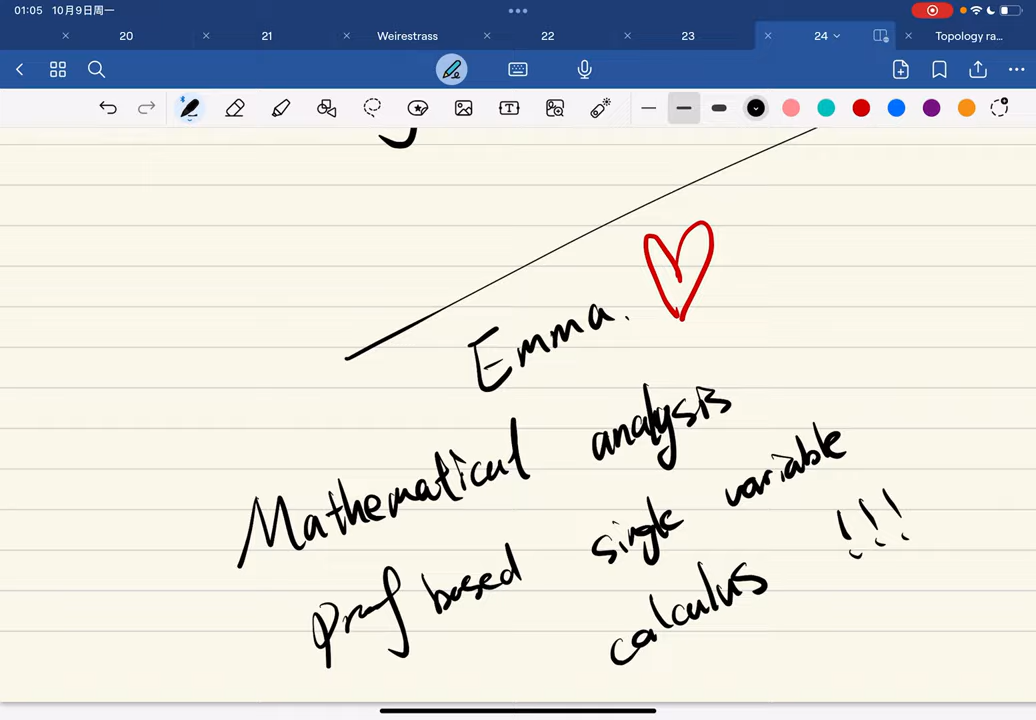 01:05 10月9日周一
20
21
Weirestrass
22
23
24
Topology ra...
Emma.
Mathematical analysis
proof based single variable
calculus !!!